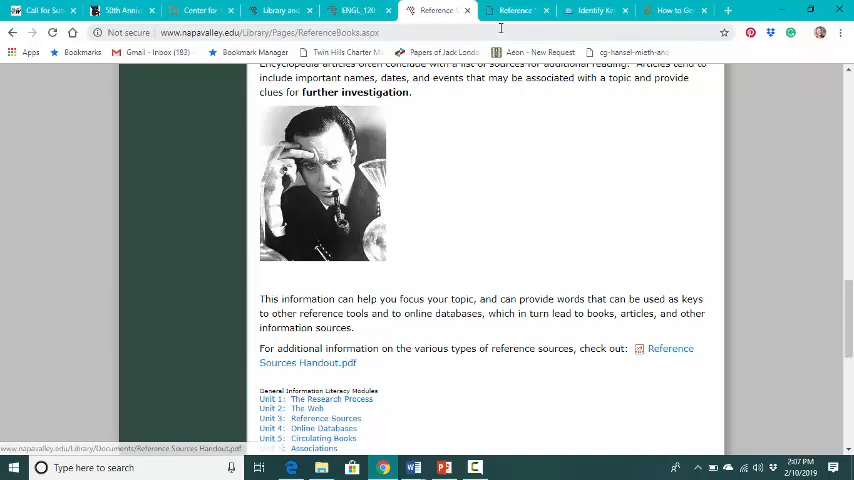 Call for Su
50th Anniv
Center for
Library and
ENGL_120
Reference S
Reference
Identify Key
How to Ge
Not secure
www.napavalley.edu/Library/Pages/ReferenceBooks.aspx
Apps
Bookmarks
Gmail - Inbox (183)
Bookmark Manager
Twin Hills Charter M
Papers of Jack Lond
Aeon - New Request
cg-hansel-mieth-and
Encyclopedia articles often conclude with a list of sources for additional reading. Articles tend to
include important names, dates, and events that may be associated with a topic and provide
clues for further investigation.
This information can help you focus your topic, and can provide words that can be used as keys
to other reference tools and to online databases, which in turn lead to books, articles, and other
information sources.
For additional information on the various types of reference sources, check out: Reference
Sources Handout.pdf
General Information Literacy Modules
Unit 1: The Research Process
Unit 2: The Web
Unit 3: Reference Sources
Unit 4: Online Databases
Unit 5: Circulating Books
Associations
www.napavalley.edu/Library/Documents/Reference Sources Handout.pdf
Type here to search
2:07 PM
2/10/2019